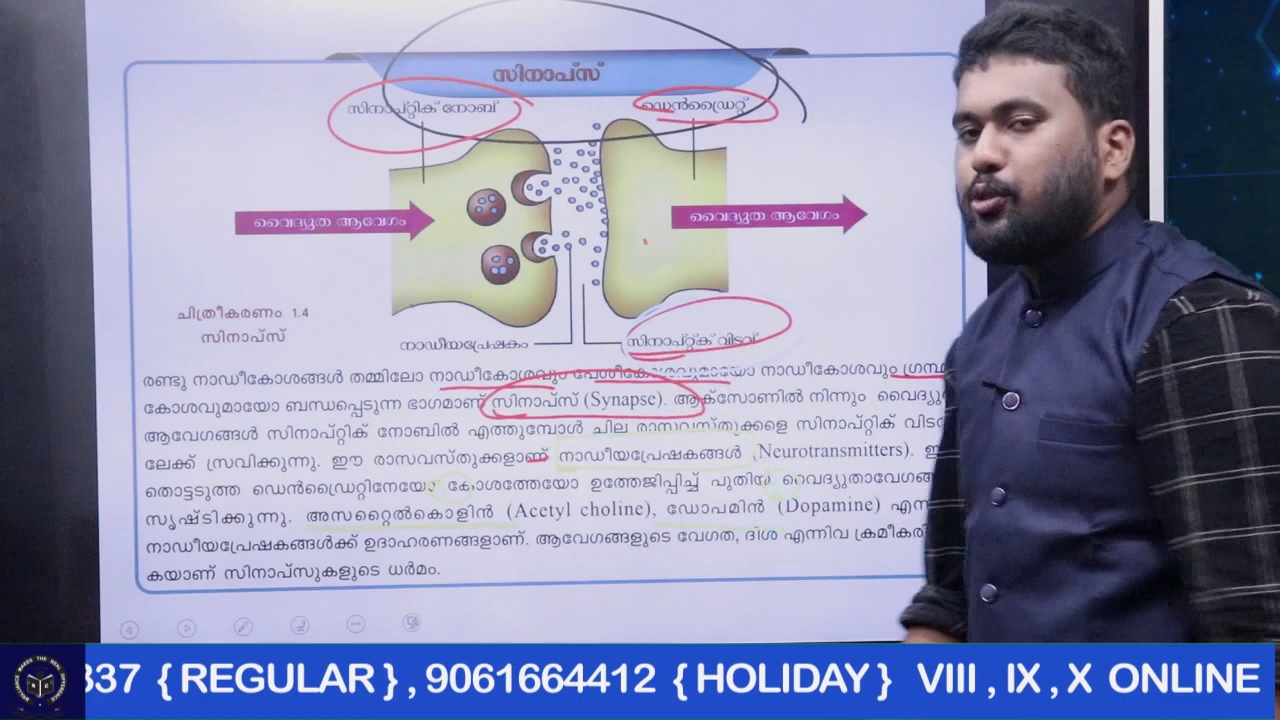 സിനാപ്സ്
സിനാപ്റ്റിക് നോബ്
ഡെൻഡ്രൈറ്റ്
വൈദ്യുത ആവേഗം
വൈദ്യുത ആവേഗം
ചിത്രീകരണം 1.4
സിനാപ്സ്
നാഡീയപ്രേഷകം
സിനാപ്റ്റിക് വിടവ്
രണ്ടു നാഡീകോശങ്ങൾ തമ്മിലോ നാഡീകോശവും പേശീകോശവുമായോ നാഡീകോശവും ഗ്രന്ഥ
കോശവുമായോ ബന്ധപ്പെടുന്ന ഭാഗമാണ് സിനാപ്സ് (Synapse). ആക്സോണിൽ നിന്നും വൈദ്യു
ആവേഗങ്ങൾ സിനാപ്റ്റിക് നോബിൽ എത്തുമ്പോൾ ചില രാസവസ്തുക്കളെ സിനാപ്റ്റിക് വിട
ലേക്ക് സ്രവിക്കുന്നു. ഈ രാസവസ്തുക്കളാണ് നാഡീയപ്രേഷകങ്ങൾ (Neurotransmitters). ഇ
തൊട്ടടുത്ത ഡെൻഡ്രൈറ്റിനേയോ കോശത്തേയോ ഉത്തേജിപ്പിച്ച് പുതിയ വൈദ്യുതാവേഗങ്ങ
സൃഷ്ടിക്കുന്നു. അസറ്റൈൽകൊളിൻ (Acetyl choline), ഡോപമിൻ (Dopamine) എന്ന
നാഡീയപ്രേഷകങ്ങൾക്ക് ഉദാഹരണങ്ങളാണ്. ആവേഗങ്ങളുടെ വേഗത, ദിശ എന്നിവ ക്രമീകരി
കയാണ് സിനാപ്സുകളുടെ ധർമം.
337 {REGULAR} , 9061664412 {HOLIDAY} VIII , IX , X ONLINE